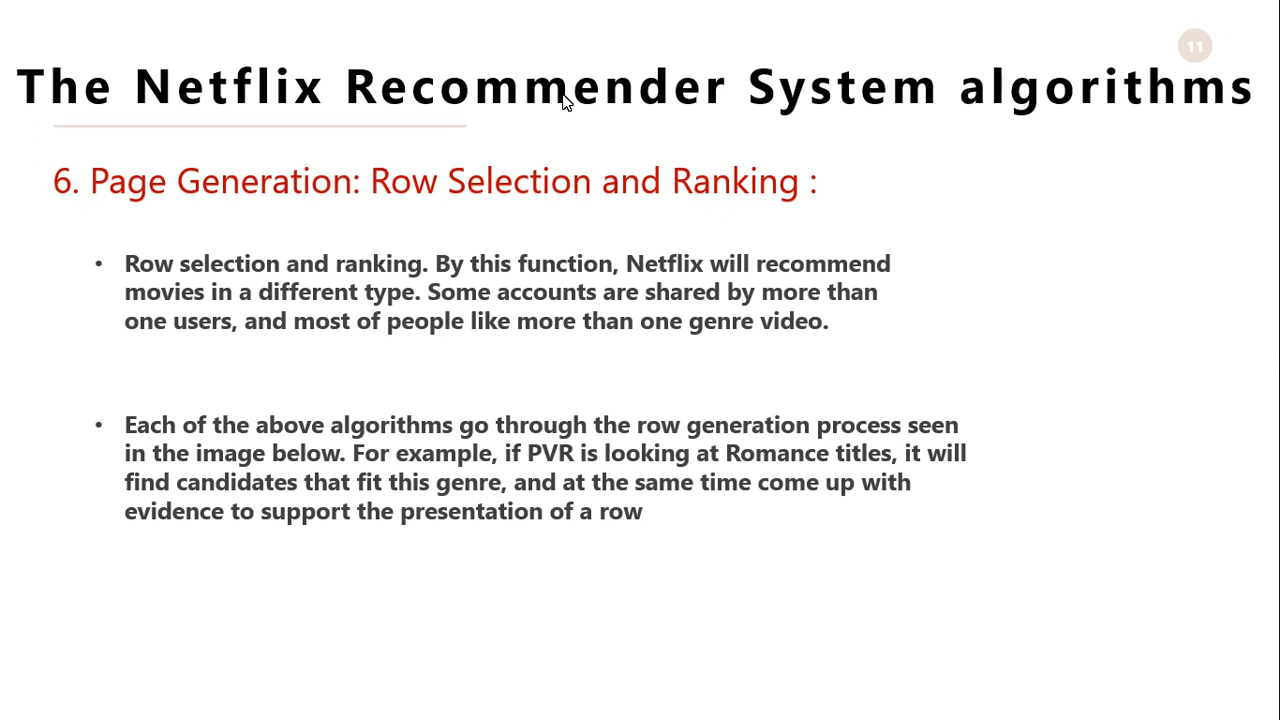 11
The Netflix Recommender System algorithms
6. Page Generation: Row Selection and Ranking :
• Row selection and ranking. By this function, Netflix will recommend
movies in a different type. Some accounts are shared by more than
one users, and most of people like more than one genre video.
• Each of the above algorithms go through the row generation process seen
in the image below. For example, if PVR is looking at Romance titles, it will
find candidates that fit this genre, and at the same time come up with
evidence to support the presentation of a row